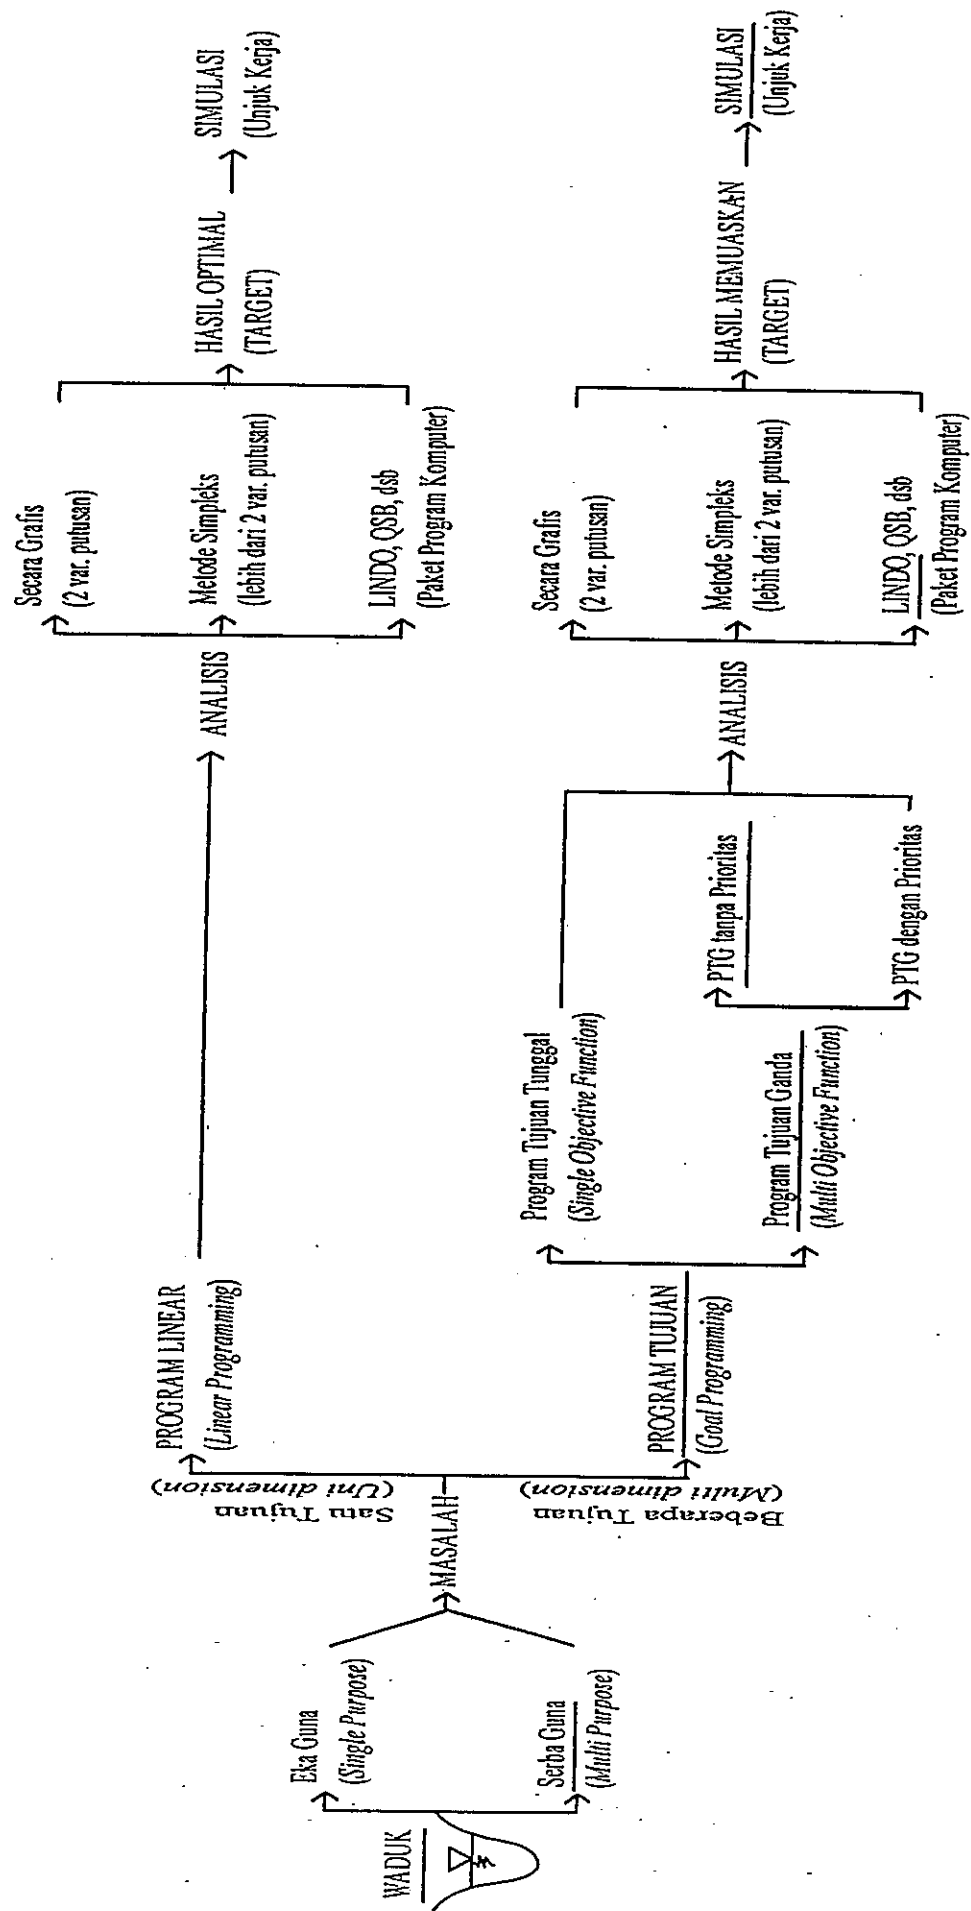 WADUK
Eka Guna
(Single Purpose)
Serba Guna
(Multi Purpose)
MASALAH
Satu Tujuan
(Uni dimension)
Beberapa Tujuan
(Multi dimension)
PROGRAM LINEAR
(Linear Programming)
ANALISIS
Secara Grafis
(2 var. putusan)
Metode Simpleks
(lebih dari 2 var. putusan)
LINDO, QSB, dsb
(Paket Program Komputer)
HASIL OPTIMAL
(TARGET)
SIMULASI
(Unjuk Kerja)
PROGRAM TUJUAN
(Goal Programming)
Program Tujuan Tunggal
(Single Objective Function)
Program Tujuan Ganda
(Multi Objective Function)
PTG tanpa Prioritas
PTG dengan Prioritas
ANALISIS
Secara Grafis
(2 var. putusan)
Metode Simpleks
(lebih dari 2 var. putusan)
LINDO, QSB, dsb
(Paket Program Komputer)
HASIL MEMUASKAN
(TARGET)
SIMULASI
(Unjuk Kerja)